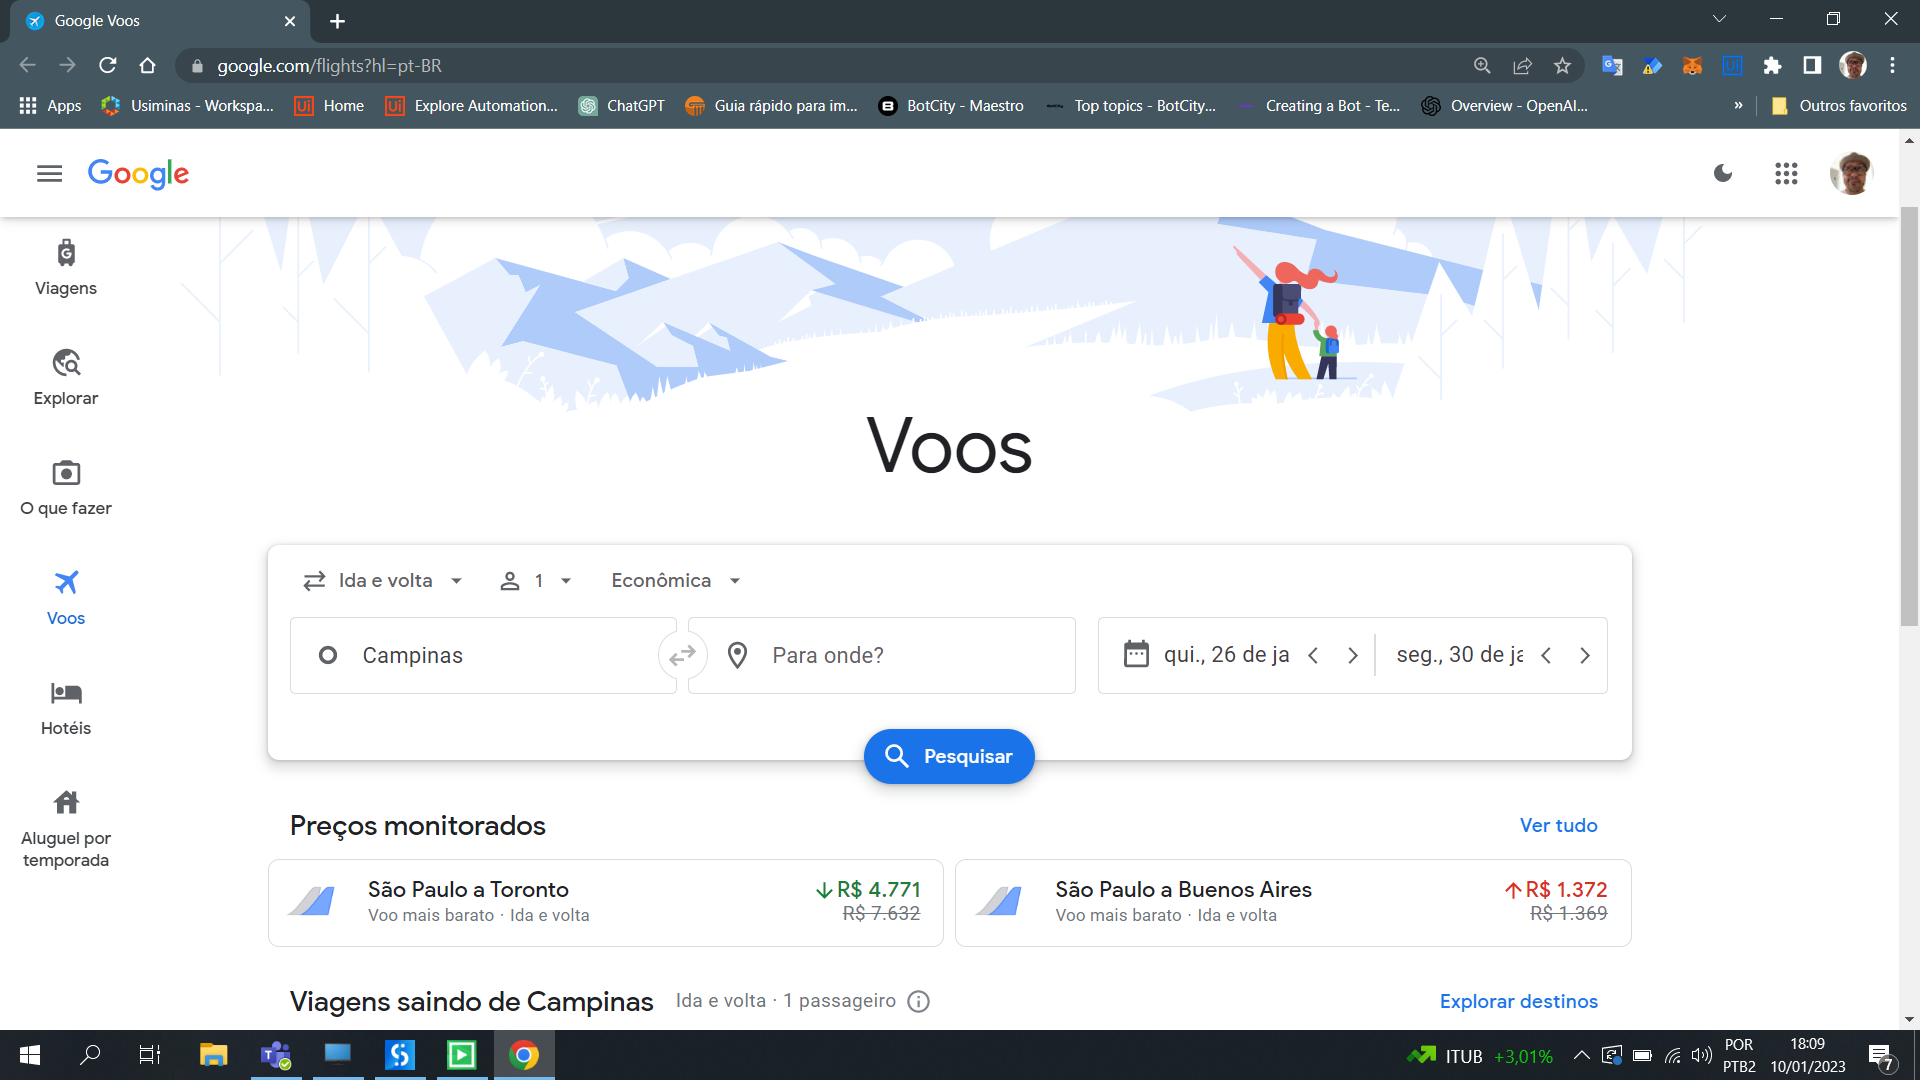 Google Voos
google.com/flights?hl=pt-BR
Apps
Usiminas - Workspa...
Home
Explore Automation...
ChatGPT
Guia rápido para im...
BotCity - Maestro
Top topics - BotCity...
Creating a Bot - Te...
Overview - OpenAI...
»
Outros favoritos
Google
Viagens
Explorar
O que fazer
Voos
Hotéis
Aluguel por
temporada
Voos
Ida e volta
1
Econômica
Campinas
Para onde?
qui., 26 de ja
seg., 30 de ja
Pesquisar
Preços monitorados
Ver tudo
São Paulo a Toronto
R$ 4.771
Voo mais barato · Ida e volta
R$ 7.632
São Paulo a Buenos Aires
R$ 1.372
Voo mais barato · Ida e volta
R$ 1.369
Viagens saindo de Campinas
Ida e volta · 1 passageiro
Explorar destinos
ITUB +3,01%
POR
PTB2
18:09
10/01/2023
7